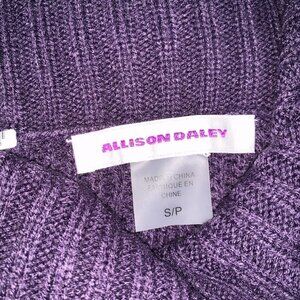 ALLISON DALEY
MADE IN CHINA
FABRIQUÉ EN
CHINE
S/P